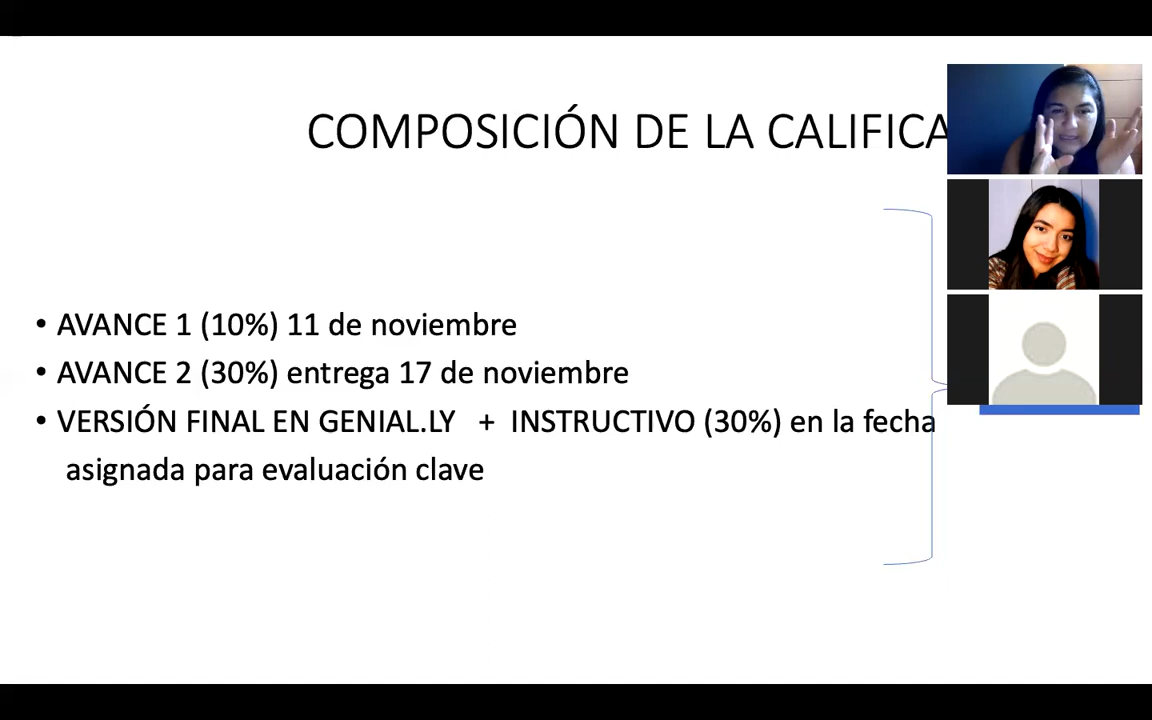 COMPOSICIÓN DE LA CALIFICA
• AVANCE 1 (10%) 11 de noviembre
• AVANCE 2 (30%) entrega 17 de noviembre
• VERSIÓN FINAL EN GENIAL.LY + INSTRUCTIVO (30%) en la fecha
asignada para evaluación clave